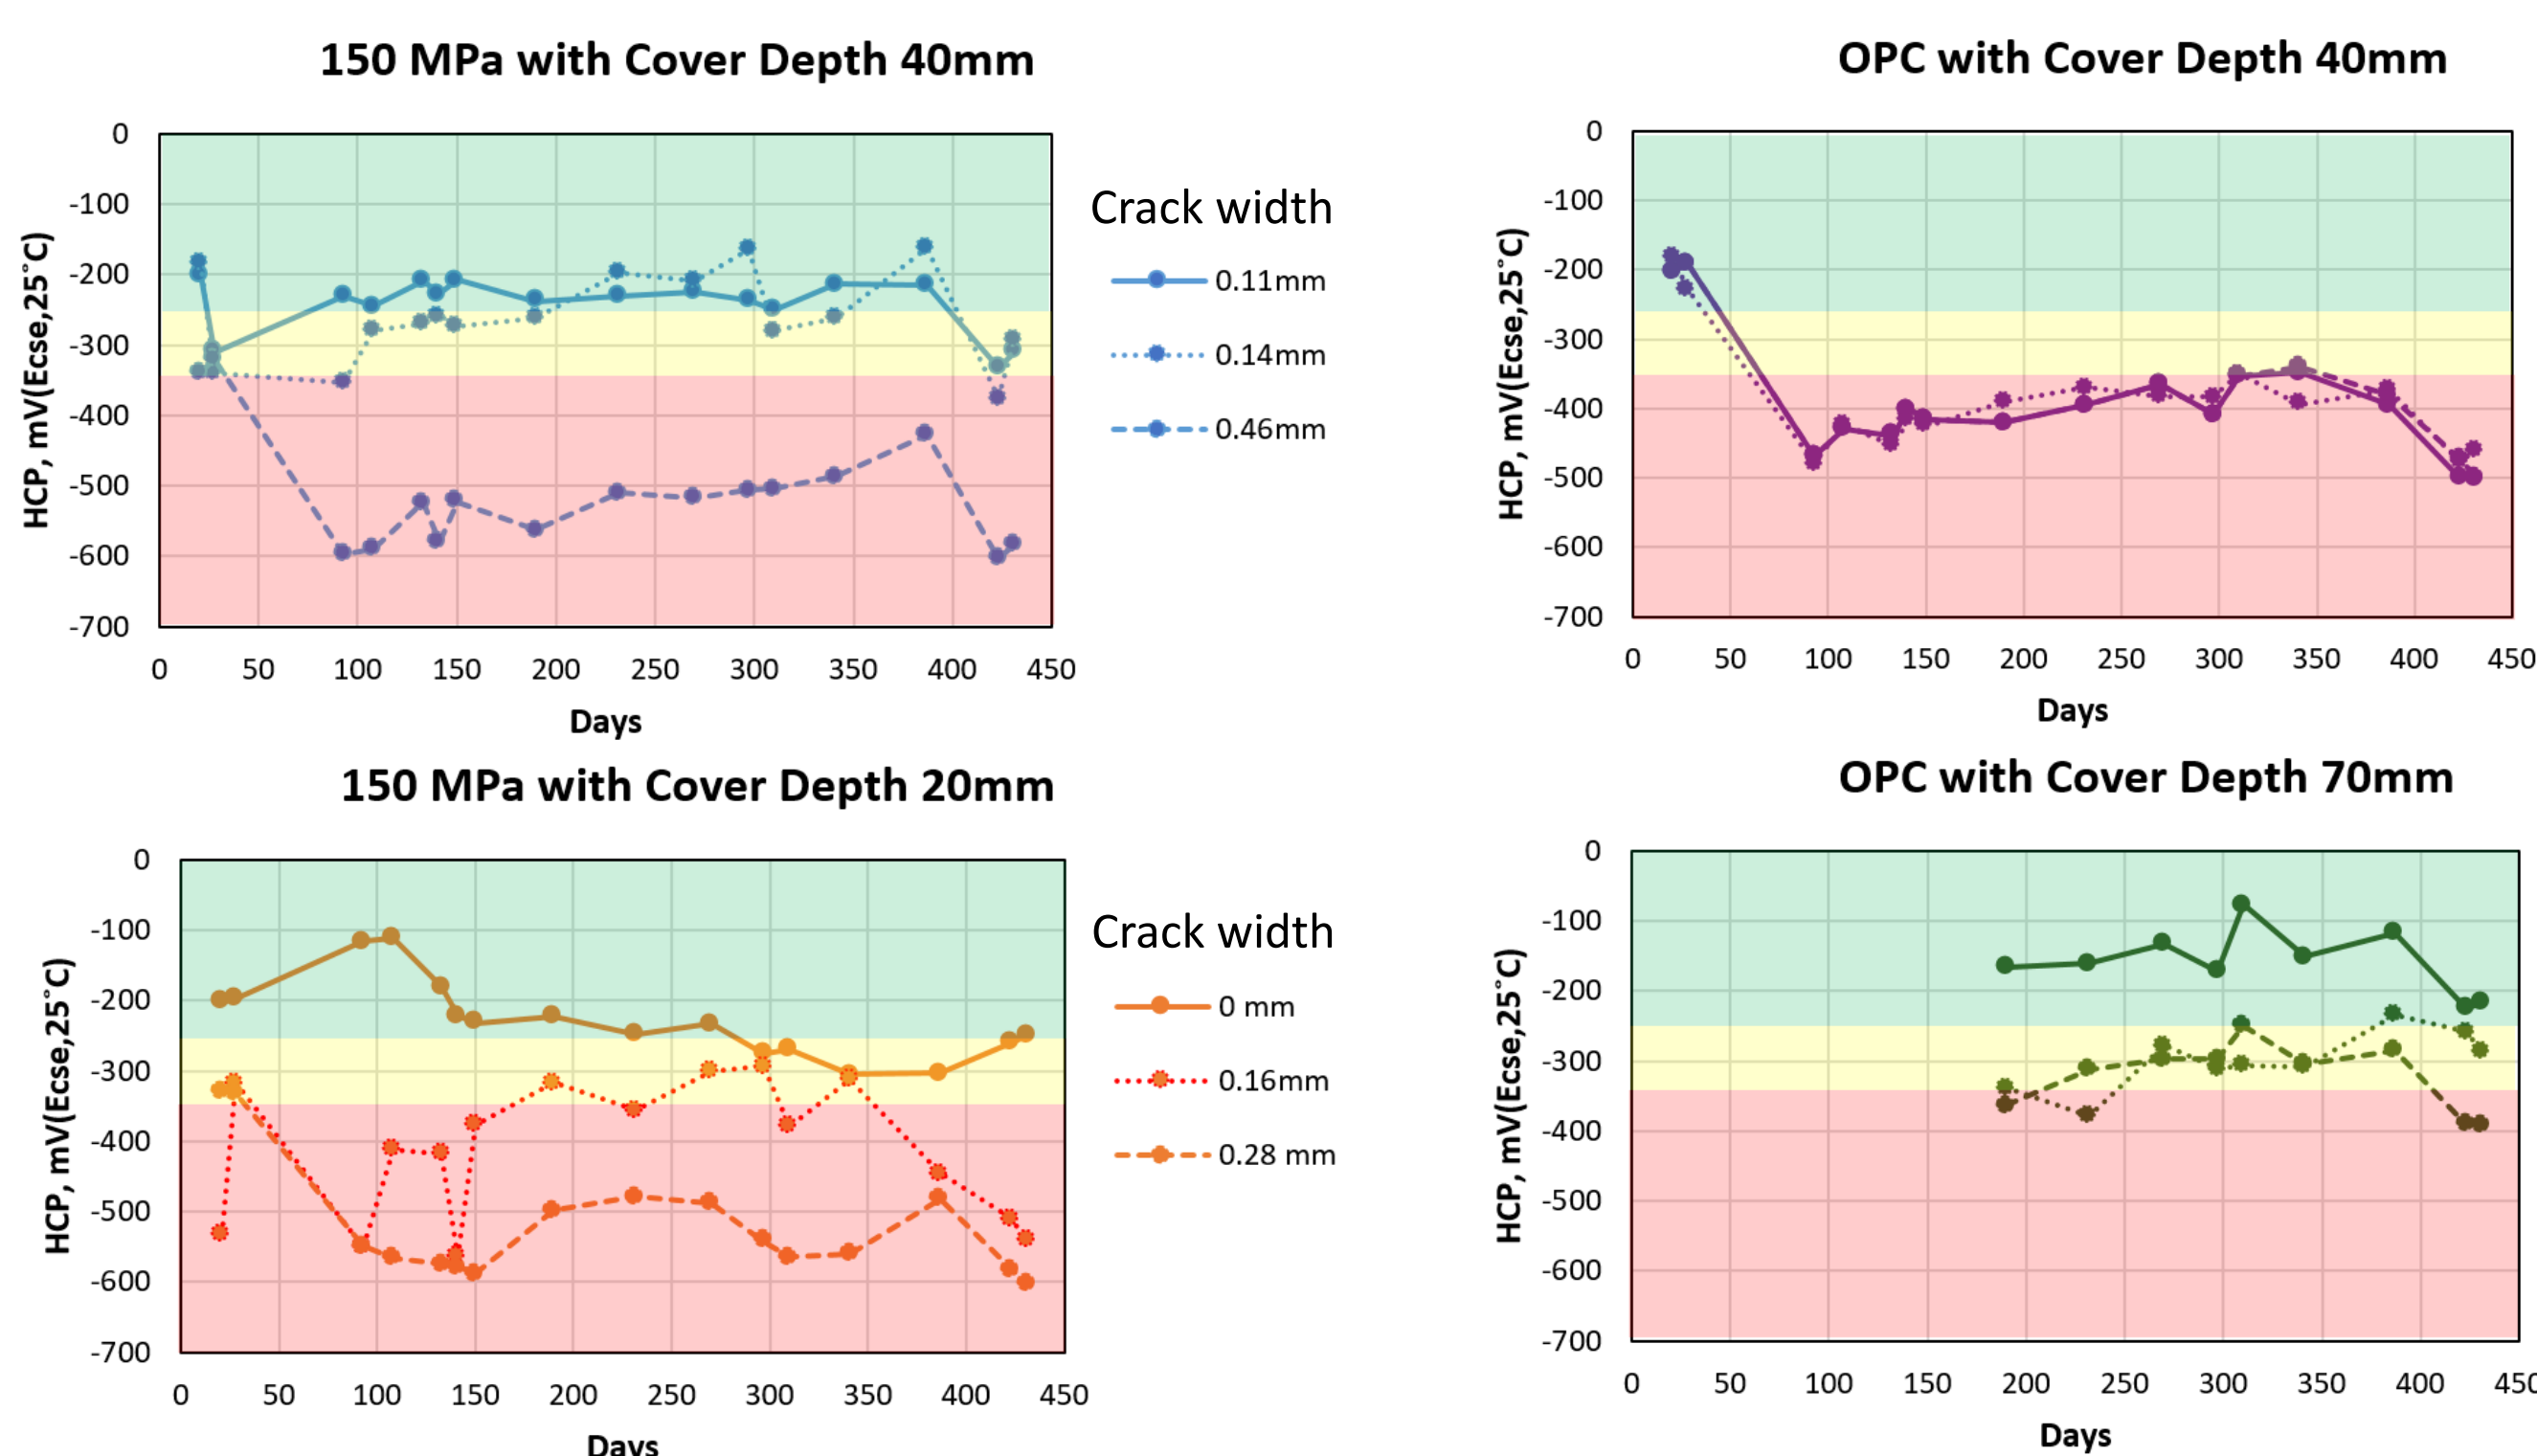 150 MPa with Cover Depth 40mm
HCP, mV(Ecse,25°C)
0
-100
-200
-300
-400
-500
-600
-700
0 50 100 150 200 250 300 350 400 450
Days
Crack width
0.11mm
0.14mm
0.46mm
OPC with Cover Depth 40mm
HCP, mV(Ecse,25°C)
0
-100
-200
-300
-400
-500
-600
-700
0 50 100 150 200 250 300 350 400 450
Days
150 MPa with Cover Depth 20mm
HCP, mV(Ecse,25°C)
0
-100
-200
-300
-400
-500
-600
-700
0 50 100 150 200 250 300 350 400 450
Days
Crack width
0 mm
0.16mm
0.28 mm
OPC with Cover Depth 70mm
HCP, mV(Ecse,25°C)
0
-100
-200
-300
-400
-500
-600
-700
0 50 100 150 200 250 300 350 400 450
Days